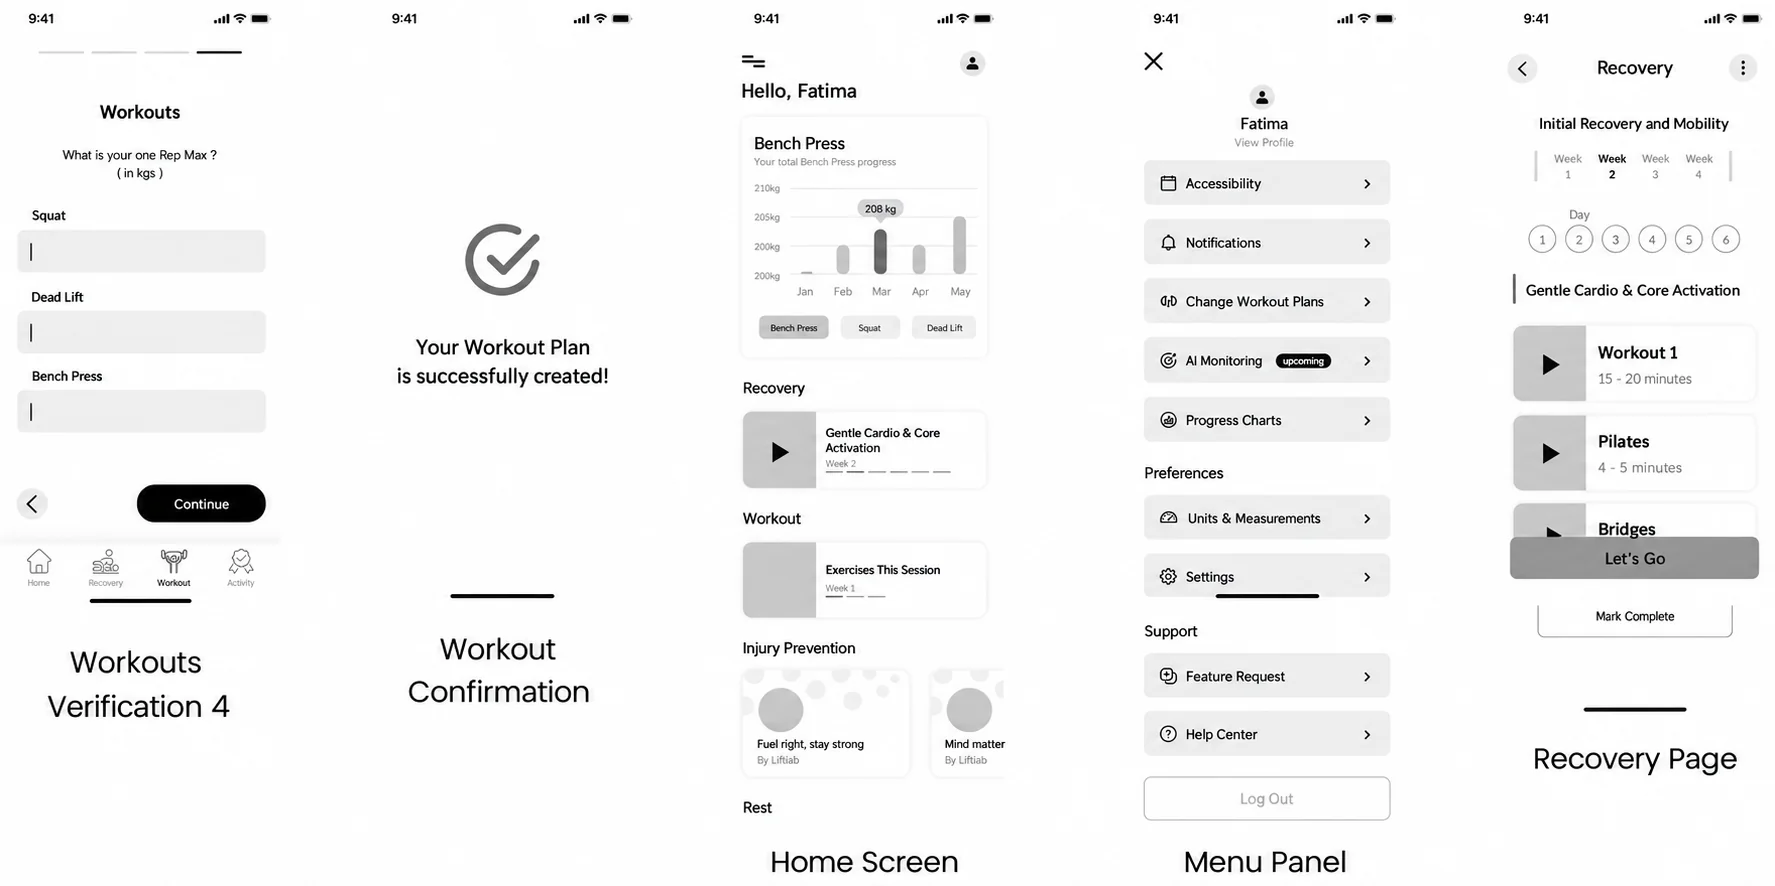 9:41
Workouts
What is your one Rep Max ?
( in kgs )
Squat
Dead Lift
Bench Press
Continue
Home
Recovery
Workout
Activity
Workouts
Verification 4
9:41
Your Workout Plan
is successfully created!
Workout
Confirmation
9:41
Hello, Fatima
Bench Press
Your total Bench Press progress
210kg
208 kg
205kg
200kg
200kg
Jan Feb Mar Apr May
Bench Press Squat Dead Lift
Recovery
Gentle Cardio & Core
Activation
Week 2
Workout
Exercises This Session
Week 1
Injury Prevention
Fuel right, stay strong
By Liftiab
Mind matter
By Liftiab
Rest
Home Screen
9:41
Fatima
View Profile
Accessibility
Notifications
Change Workout Plans
AI Monitoring upcoming
Progress Charts
Preferences
Units & Measurements
Settings
Support
Feature Request
Help Center
Log Out
Menu Panel
9:41
Recovery
Initial Recovery and Mobility
Week Week Week Week
1 2 3 4
Day
1 2 3 4 5 6
Gentle Cardio & Core Activation
Workout 1
15 - 20 minutes
Pilates
4 - 5 minutes
Bridges
Let's Go
Mark Complete
Recovery Page